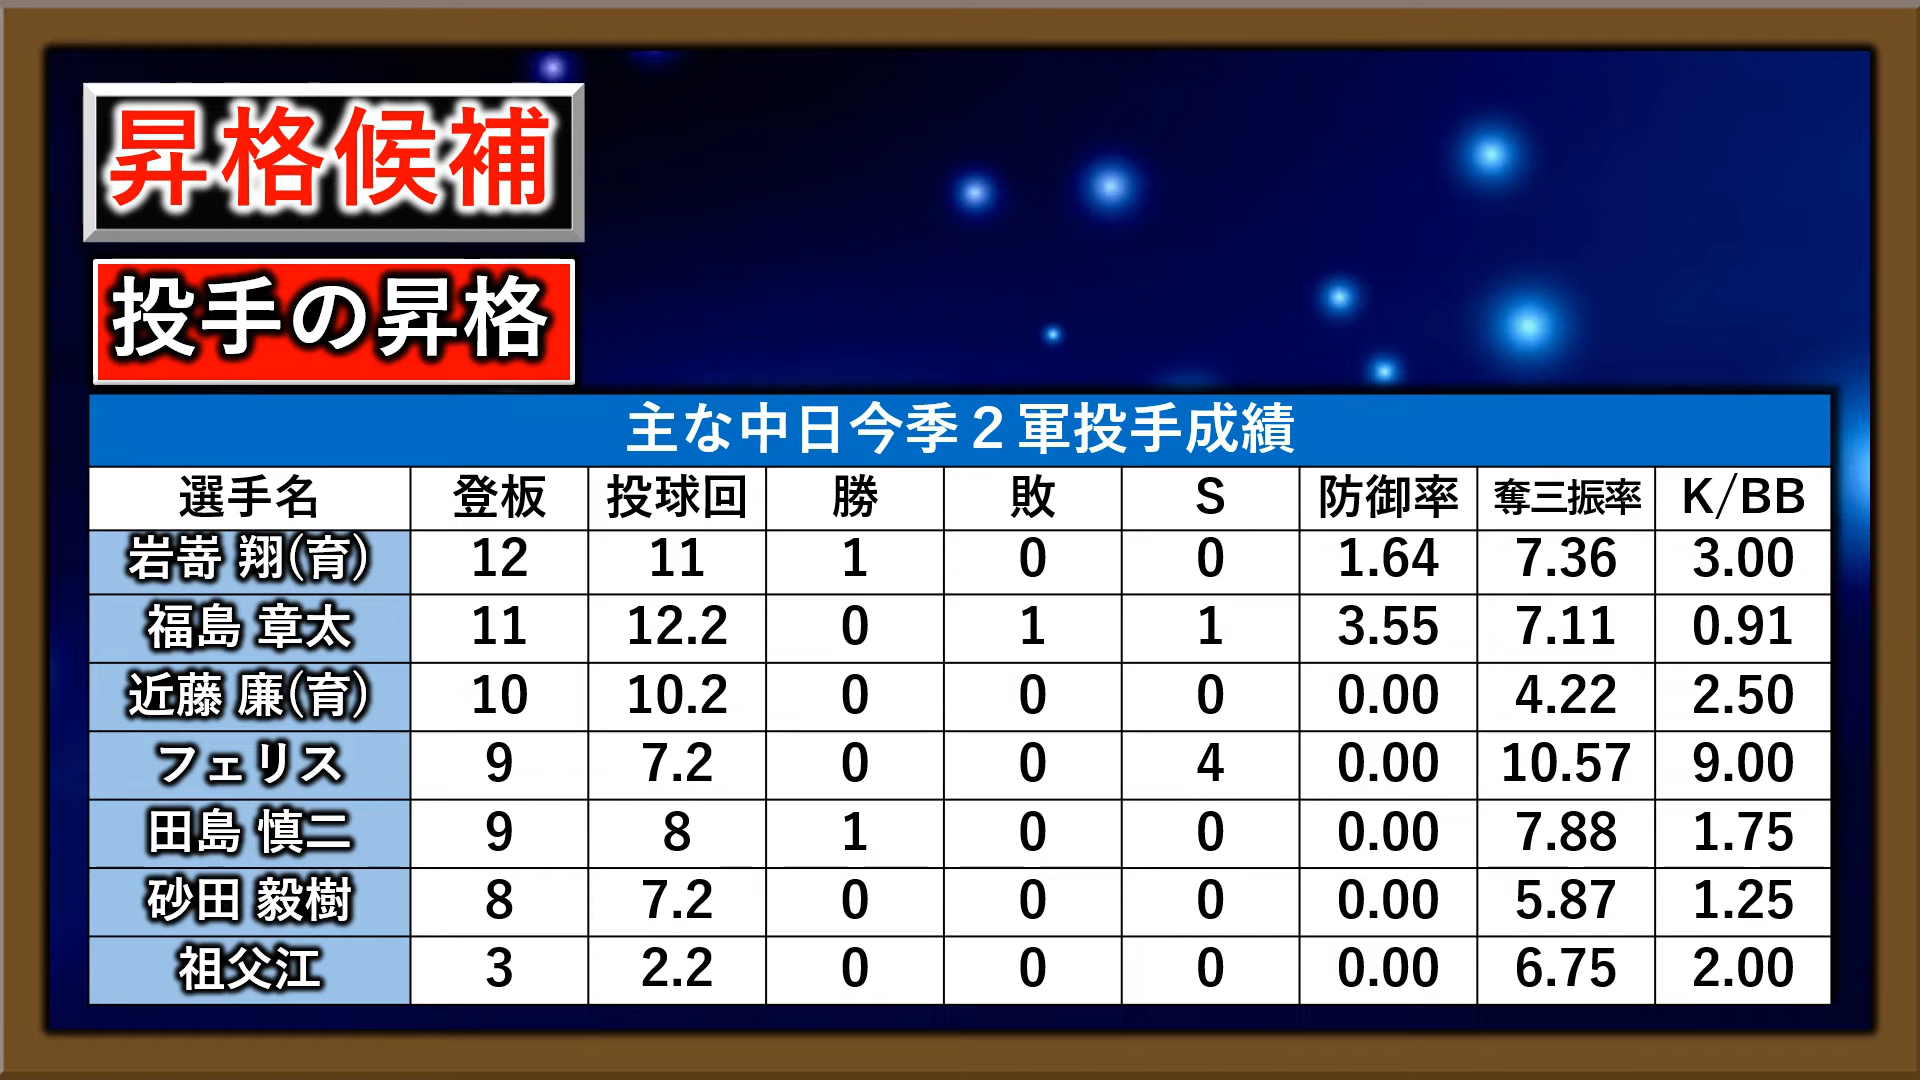 昇格候補
投手の昇格
主な中日今季２軍投手成績
選手名 登板 投球回 勝 敗 S 防御率 奪三振率 K/BB
岩嵜 翔(育) 12 11 1 0 0 1.64 7.36 3.00
福島 章太 11 12.2 0 1 1 3.55 7.11 0.91
近藤 廉(育) 10 10.2 0 0 0 0.00 4.22 2.50
フェリス 9 7.2 0 0 4 0.00 10.57 9.00
田島 慎二 9 8 1 0 0 0.00 7.88 1.75
砂田 毅樹 8 7.2 0 0 0 0.00 5.87 1.25
祖父江 3 2.2 0 0 0 0.00 6.75 2.00